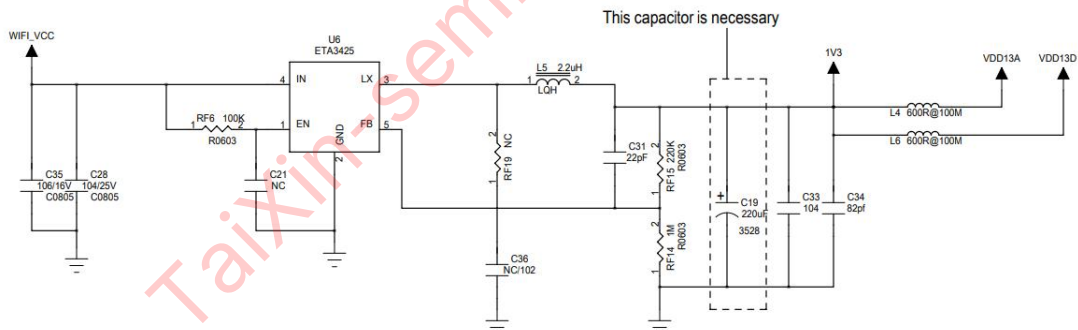 This capacitor is necessary
WIFI_VCC
U6
ETA3425
4 IN LX 3
1 EN FB 5
GND
2
RF6 100K
1 2
R0603
C35
106/16V
C0805
C28
104/25V
C0805
C21
NC
L5 2.2uH
1 2
LQH
2
RF19 NC
1
C36
NC/102
C31
22pF
2
RF15 220K
R0603
1
2
RF14 1M
R0603
1
+
C19
220uF
3528
C33
104
C34
82pf
1V3
VDD13A
VDD13D
L4 600R@100M
L6 600R@100M
TaiXin-semi